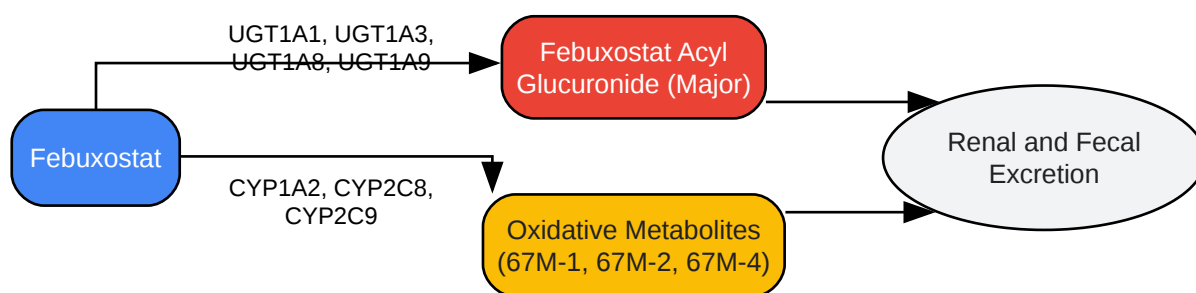 UGT1A1, UGT1A3,
UGT1A8, UGT1A9
Febuxostat Acyl
Glucuronide (Major)
Febuxostat
Renal and Fecal
Excretion
CYP1A2, CYP2C8,
CYP2C9
Oxidative Metabolites
(67M-1, 67M-2, 67M-4)